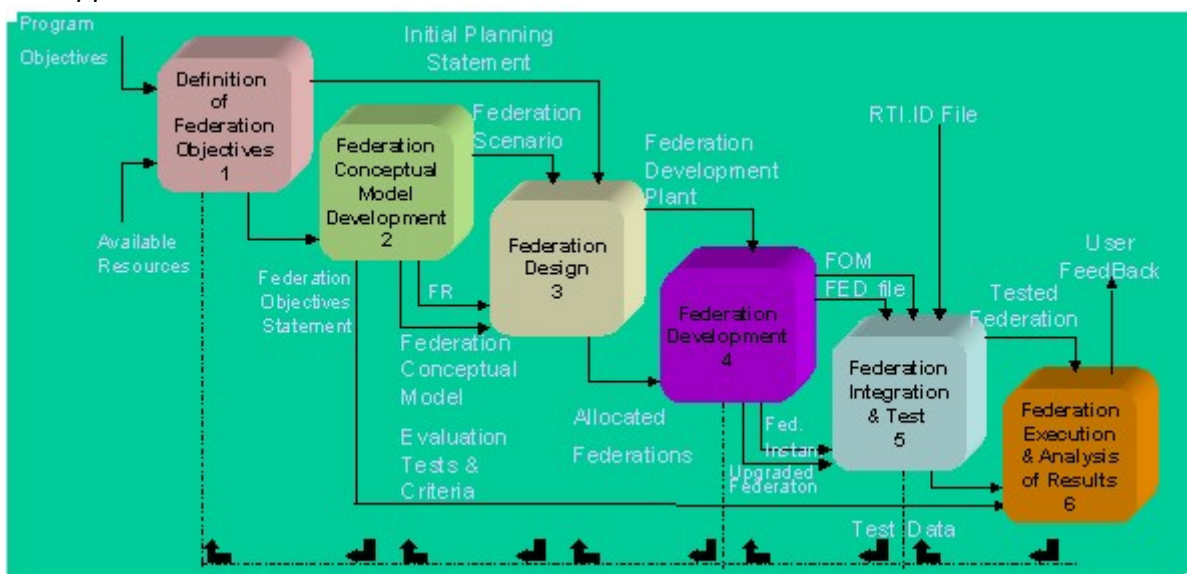 Program
Objectives
Initial Planning
Statement
Definition
of
Federation
Objectives
1
Federation
Scenario
RTI.ID File
Federation
Conceptual
Model
Development
2
Federation
Development
Plant
Available
Resources
Federation
Design
3
User
FeedBack
Federation
Objectives
Statement
FR
FOM
FED file
Tested
Federation
Federation
Development
4
Federation
Conceptual
Model
Federation
Integration
& Test
5
Allocated
Federations
Fed.
Instan
Upgraded
Federaton
Federation
Execution
& Analysis
of Results
6
Evaluation
Tests &
Criteria
Test Data